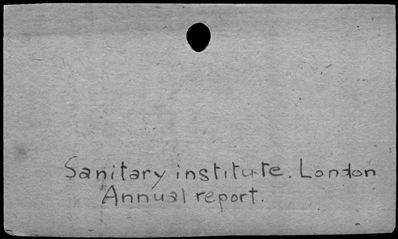 Sanitary institute. London
Annual report.